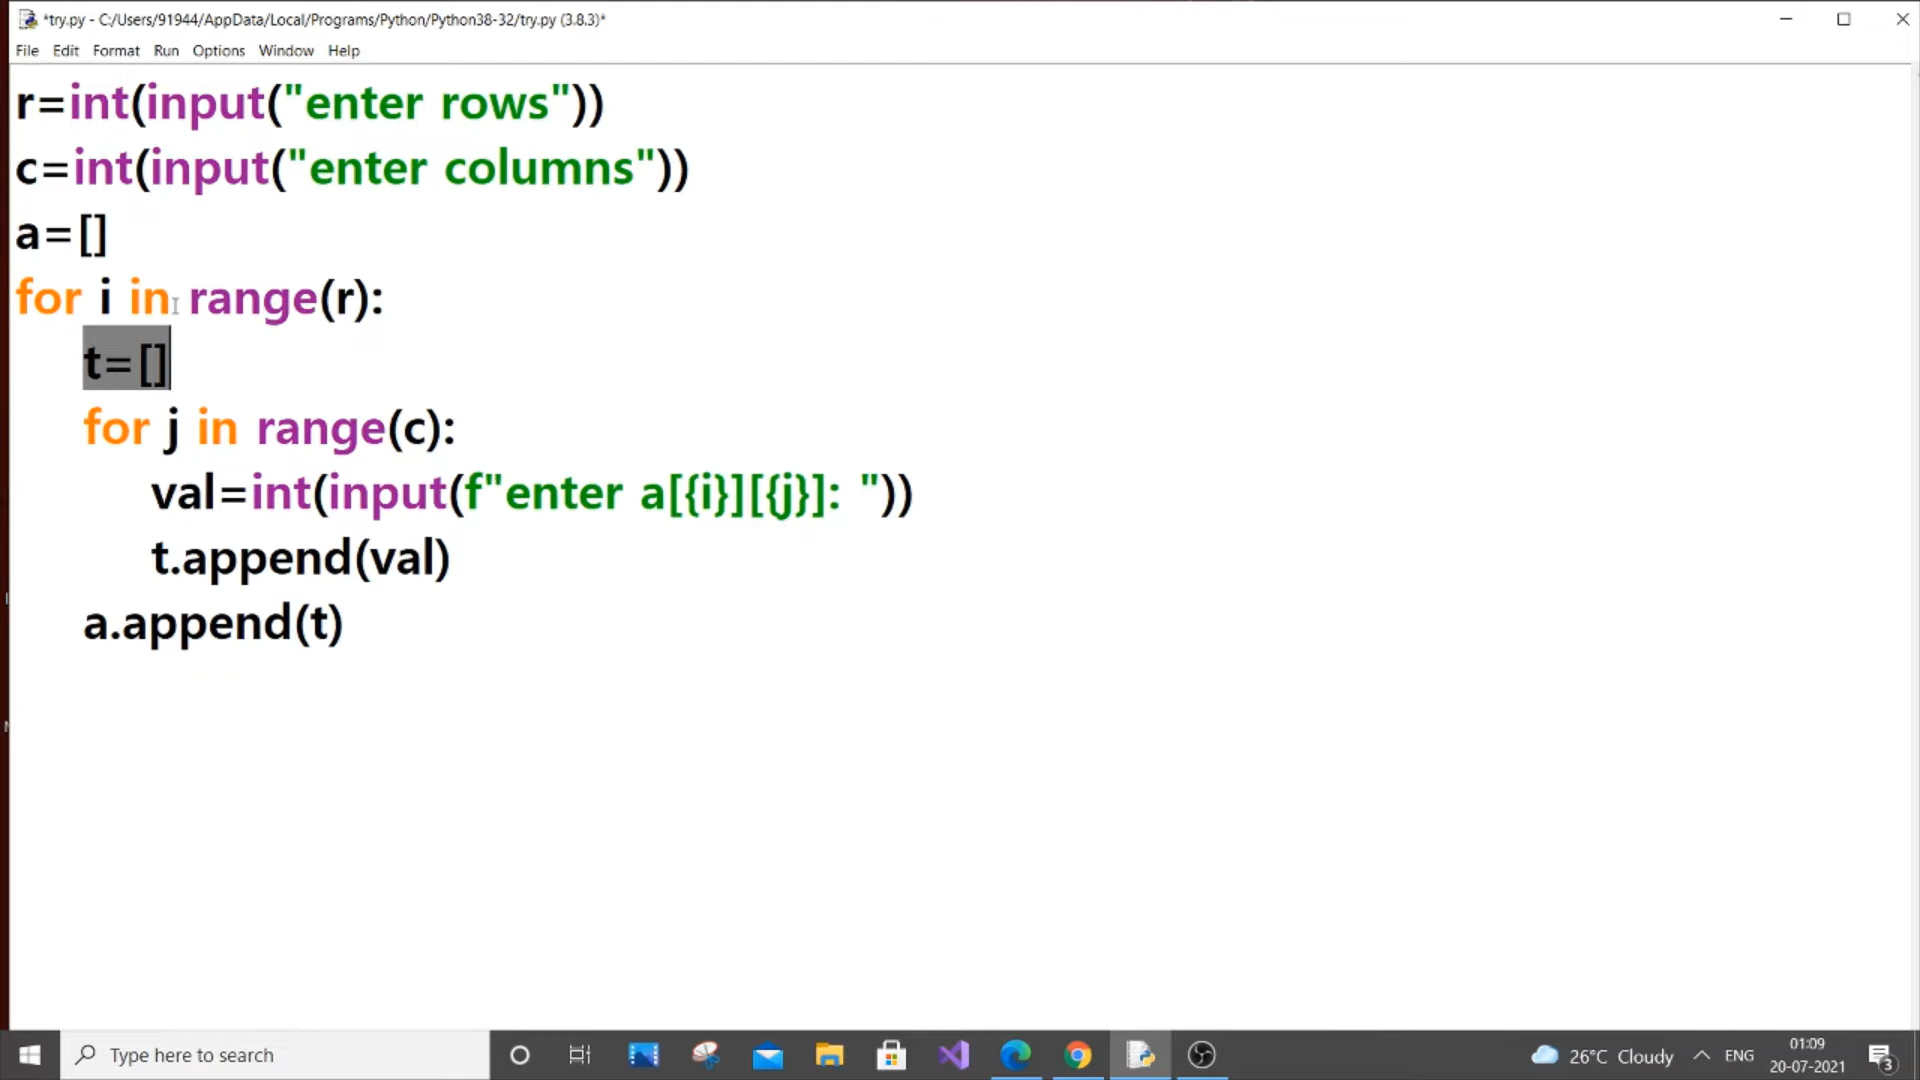 *try.py - C:/Users/91944/AppData/Local/Programs/Python/Python38-32/try.py (3.8.3)*
File Edit Format Run Options Window Help
r=int(input("enter rows"))
c=int(input("enter columns"))
a=[]
for i in range(r):
    t=[]
    for j in range(c):
        val=int(input(f"enter a[{i}][{j}]: "))
        t.append(val)
    a.append(t)
Type here to search
26°C Cloudy
ENG
01:09
20-07-2021
3